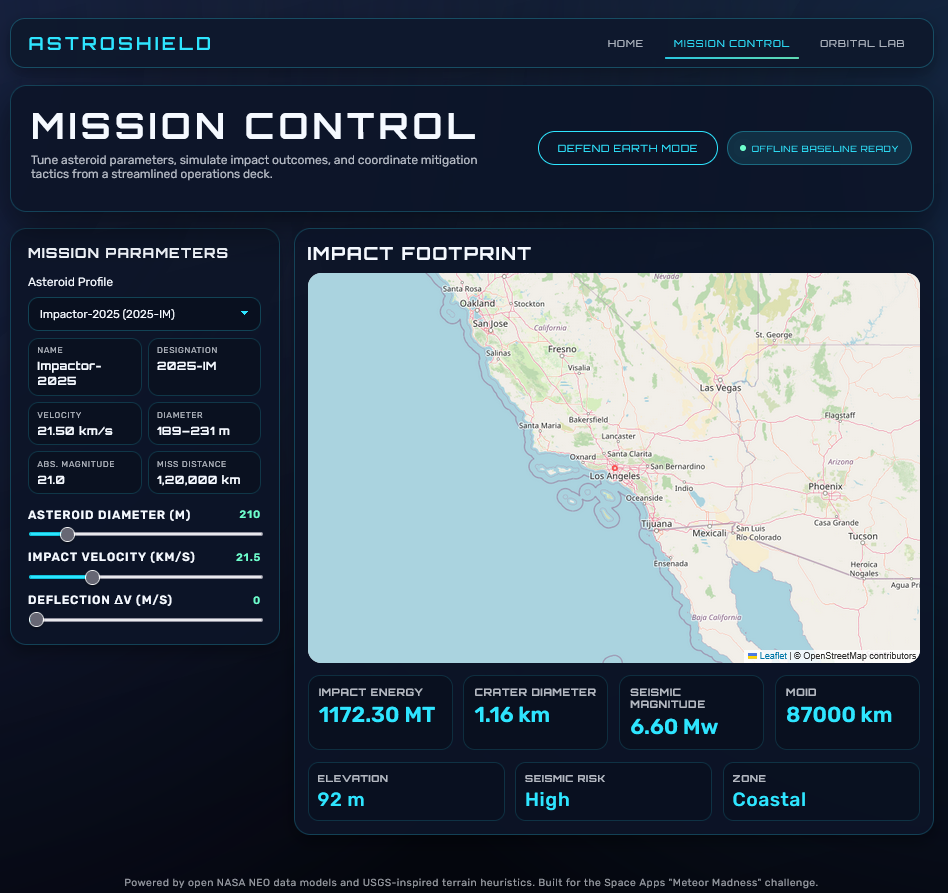 ASTROSHIELD
HOME
MISSION CONTROL
ORBITAL LAB
MISSION CONTROL
Tune asteroid parameters, simulate impact outcomes, and coordinate mitigation
tactics from a streamlined operations deck.
DEFEND EARTH MODE
OFFLINE BASELINE READY
MISSION PARAMETERS
Asteroid Profile
Impactor-2025 (2025-IM)
NAME
Impactor-
2025
DESIGNATION
2025-IM
VELOCITY
21.50 km/s
DIAMETER
189–231 m
ABS. MAGNITUDE
21.0
MISS DISTANCE
1,20,000 km
ASTEROID DIAMETER (M)
210
IMPACT VELOCITY (KM/S)
21.5
DEFLECTION ΔV (M/S)
0
IMPACT FOOTPRINT
Nevada
Santa Rosa
Oakland
Stockton
San Jose
California
Salinas
Fresno
Visalia
St. George
Las Vegas
Bakersfield
Santa Maria
Flagstaff
Lancaster
Oxnard
Santa Clarita
Los Angeles
San Bernardino
Arizona
Indio
Phoenix
Oceanside
Tijuana
Mexicali
San Luis
Río Colorado
Casa Grande
Tucson
Ensenada
Heroica
Nogales
Agua Pri
Baja California
Leaflet | © OpenStreetMap contributors
IMPACT ENERGY
1172.30 MT
CRATER DIAMETER
1.16 km
SEISMIC
MAGNITUDE
6.60 Mw
MOID
87000 km
ELEVATION
92 m
SEISMIC RISK
High
ZONE
Coastal
Powered by open NASA NEO data models and USGS-inspired terrain heuristics. Built for the Space Apps "Meteor Madness" challenge.